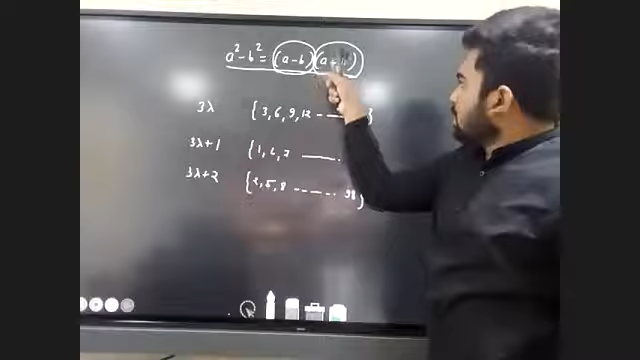 a² - b² = (a - b)(a +
3λ { 3, 6, 9, 12 ------ }
3λ + 1 { 1, 4, 7 ------.
3λ + 2 { 2, 5, 8 ------. 98 }